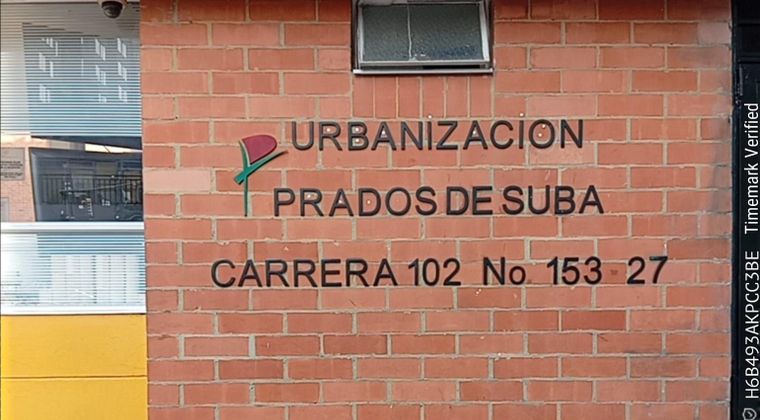 URBANIZACION
PRADOS DE SUBA
CARRERA 102 No 153 27
H6B493AKPCC3BE Timemark Verified